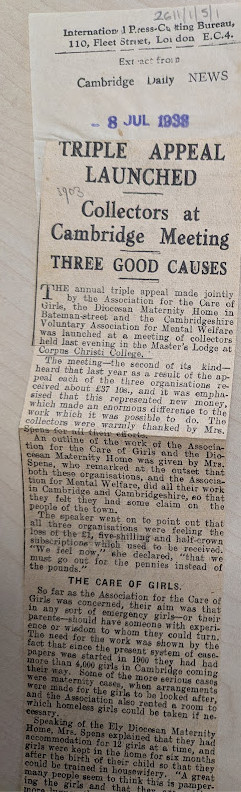 2611/1/5/1
International Press-Cutting Bureau,
110, Fleet Street, London E.C.4.
Extract from
Cambridge Daily NEWS
- 8 JUL 1938
TRIPLE APPEAL
LAUNCHED
1903
Collectors at
Cambridge Meeting
THREE GOOD CAUSES
THE annual triple appeal made jointly
by the Association for the Care of
Girls, the Diocesan Maternity Home in
Bateman-street and the Cambridgeshire
Voluntary Association for Mental Welfare
was launched at a meeting of collectors
held last evening in the Master's Lodge at
Corpus Christi College.
The meeting—the second of its kind—
heard that last year as a result of the ap-
peal each of the three organisations re-
ceived about £37 10s., and it was empha-
sised that this represented new money
which made an enormous difference to the
work which it was possible to do. The
collectors were warmly thanked by Mrs.
Spens for all their efforts.
An outline of the work of the Associa-
tion for the Care of Girls and the Dio-
cesan Maternity Home was given by Mrs.
Spens, who remarked at the outset that
both these organisations, and the Associa-
tion for Mental Welfare, did all their work
in Cambridge and Cambridgeshire, so that
they felt they had some claim on the
people of the town.
The speaker went on to point out that
all three organisations were feeling the
loss of the £1, five-shilling and half-crown
subscriptions which used to be received.
"We feel now," she declared, "that we
must go out for the pennies instead of
the pounds."
THE CARE OF GIRLS.
So far as the Association for the Care of
Girls was concerned, their aim was that
in any sort of emergency girls—or their
parents—should have someone with experi-
ence or wisdom to whom they could turn.
The need for the work was shown by the
fact that since the present system of case-
papers was started in 1900 they had had
more than 4,000 girls in Cambridge coming
their way. Some of the more serious cases
were maternity cases, when arrangements
were made for the girls to be looked after,
and the Association also rented a room to
which homeless girls could be taken if ne-
cessary.
Speaking of the Ely Diocesan Maternity
Home, Mrs. Spens explained that they had
accommodation for 12 girls at a time, and
girls were kept in the home for six months
after the birth of their child so that they
could be trained in housewifery. "A great
many people seem to think this is pamper-
ing the girls and that they